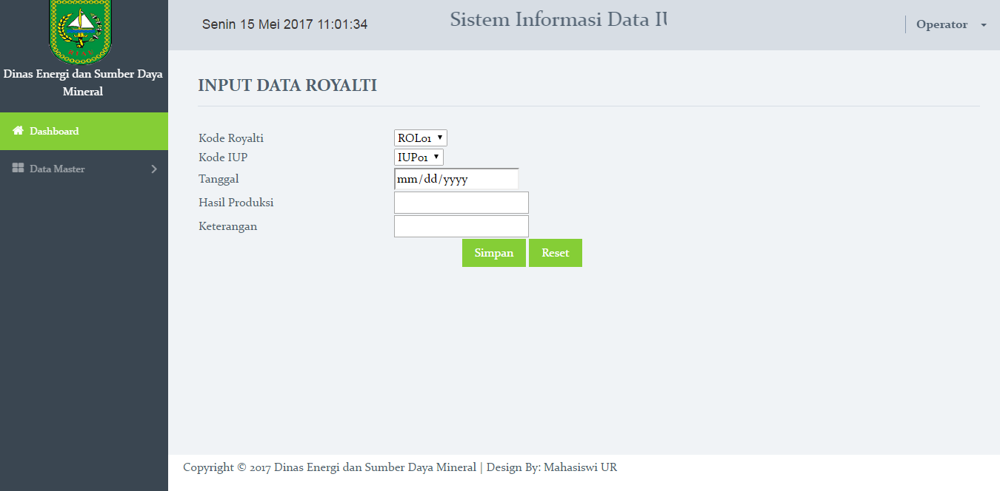 Senin 15 Mei 2017 11:01:34
Sistem Informasi Data IU
Operator
RIAU
Dinas Energi dan Sumber Daya
Mineral
Dashboard
Data Master
INPUT DATA ROYALTI
Kode Royalti ROL01
Kode IUP IUP01
Tanggal mm/dd/yyyy
Hasil Produksi
Keterangan
Simpan Reset
Copyright © 2017 Dinas Energi dan Sumber Daya Mineral | Design By: Mahasiswi UR